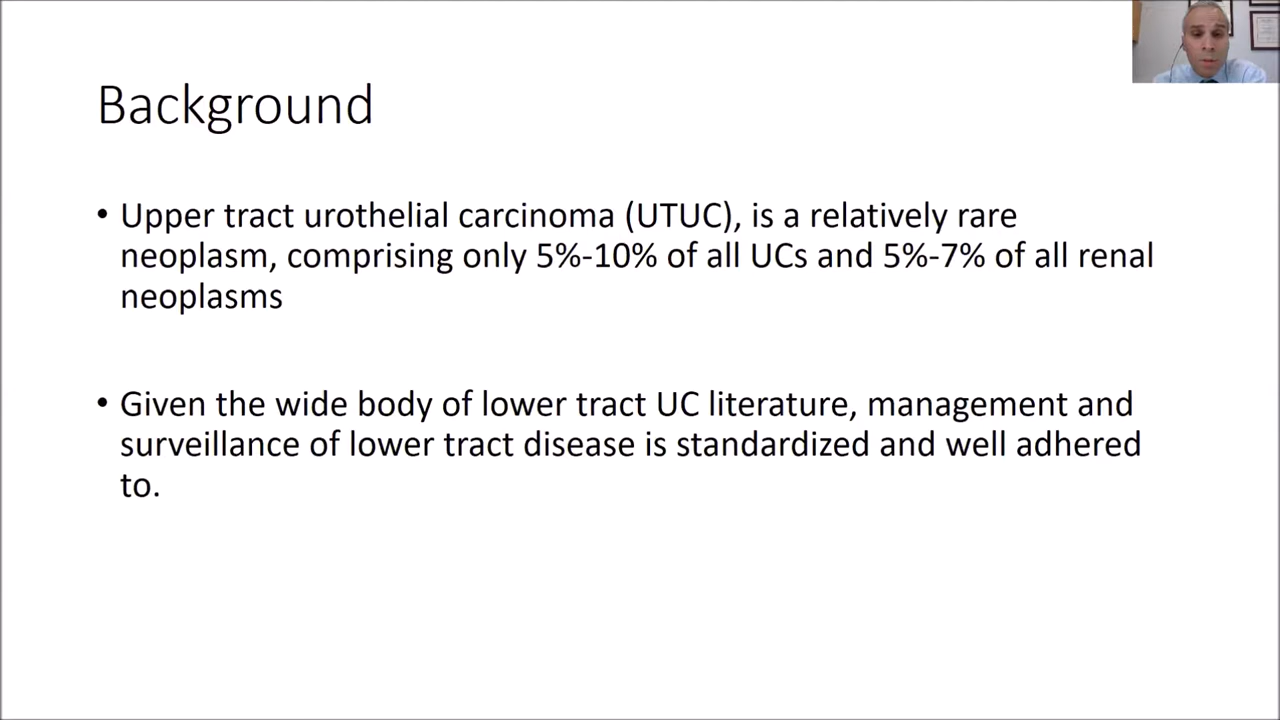 Background
• Upper tract urothelial carcinoma (UTUC), is a relatively rare
neoplasm, comprising only 5%-10% of all UCs and 5%-7% of all renal
neoplasms
• Given the wide body of lower tract UC literature, management and
surveillance of lower tract disease is standardized and well adhered
to.